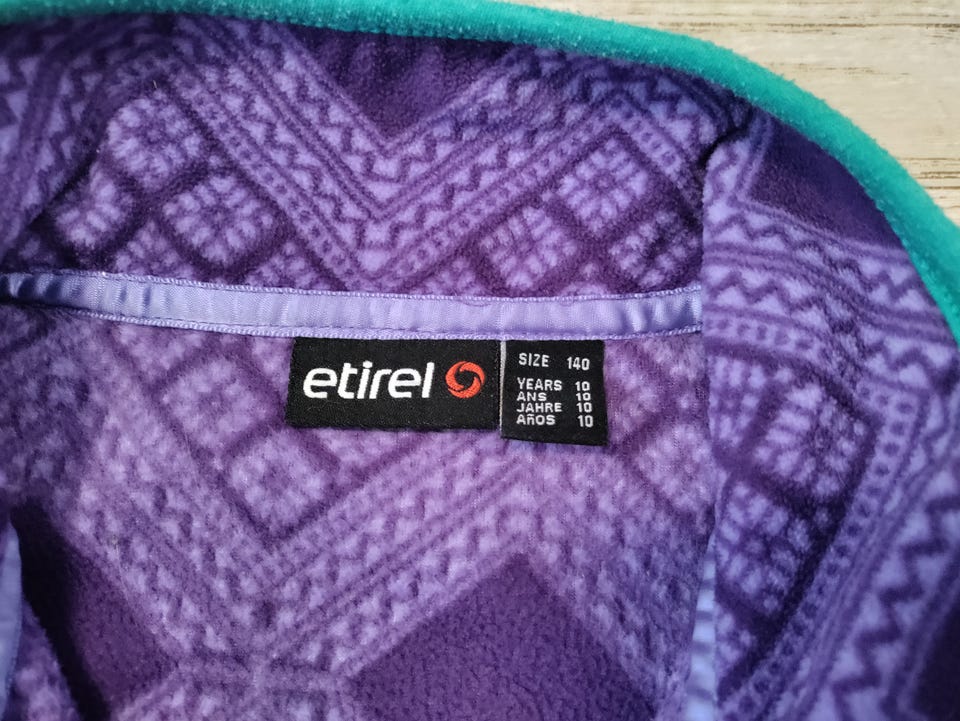 etirel
SIZE 140
YEARS 10
ANS 10
JAHRE 10
AÑOS 10